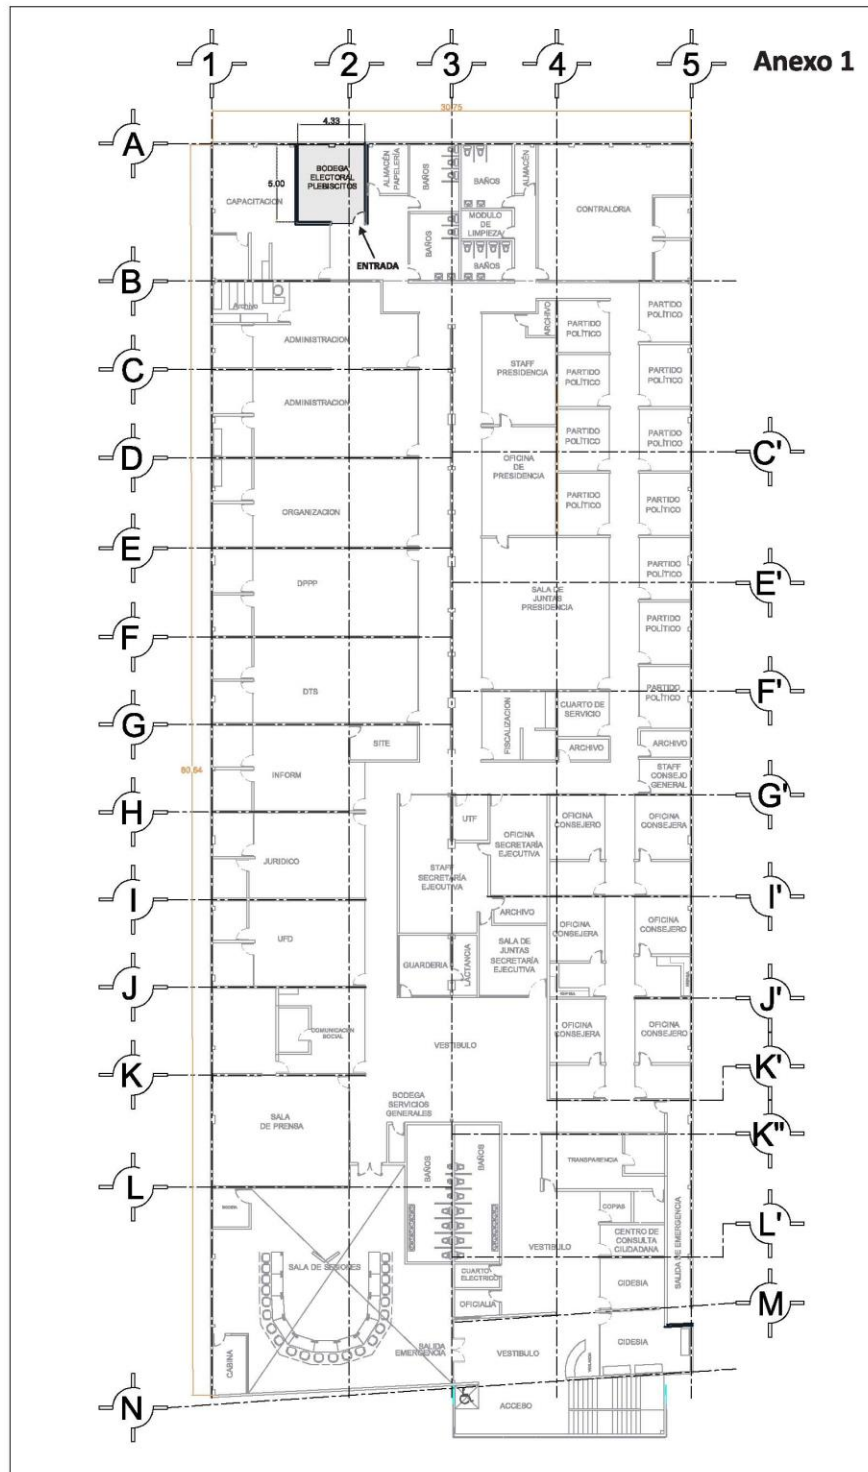 Anexo 1
1
2
3
4
5
30.75
A
4.33
5.00
BODEGA
ELECTORAL
PLEBISCITOS
CAPACITACION
ALMACÉN
PAPELERÍA
BAÑOS
BAÑOS
ALMACÉN
CONTRALORIA
MODULO
DE
LIMPIEZA
BAÑOS
BAÑOS
ENTRADA
B
Archivo
ADMINISTRACION
ARCHIVO
PARTIDO
POLÍTICO
PARTIDO
POLÍTICO
STAFF
PRESIDENCIA
C
PARTIDO
POLÍTICO
PARTIDO
POLÍTICO
ADMINISTRACION
PARTIDO
POLÍTICO
PARTIDO
POLÍTICO
D
C'
OFICINA
DE
PRESIDENCIA
PARTIDO
POLÍTICO
PARTIDO
POLÍTICO
ORGANIZACION
E
PARTIDO
POLÍTICO
DPPP
E'
SALA DE
JUNTAS
PRESIDENCIA
PARTIDO
POLÍTICO
F
DTS
F'
PARTIDO
POLÍTICO
FISCALIZACION
CUARTO DE
SERVICIO
G
SITE
ARCHIVO
ARCHIVO
80.64
INFORM
STAFF
CONSEJO
GENERAL
G'
H
UTF
OFICINA
SECRETARÍA
EJECUTIVA
OFICINA
CONSEJERO
OFICINA
CONSEJERA
JURIDICO
STAFF
SECRETARÍA
EJECUTIVA
I
I'
ARCHIVO
OFICINA
CONSEJERA
OFICINA
CONSEJERO
UFD
GUARDERIA
LACTANCIA
SALA DE
JUNTAS
SECRETARÍA
EJECUTIVA
J
J'
COMUNICACION
SOCIAL
VESTIBULO
OFICINA
CONSEJERA
OFICINA
CONSEJERO
K
K'
BODEGA
SERVICIOS
GENERALES
SALA
DE PRENSA
K''
BAÑOS
BAÑOS
TRANSPARENCIA
L
COPIAS
SALIDA DE EMERGENCIA
L'
VESTIBULO
CENTRO DE
CONSULTA
CIUDADANA
SALA DE SESIONES
CUARTO
ELECTRICO
CIDESIA
OFICIALIA
M
SALIDA
EMERGENCIA
VESTIBULO
CIDESIA
CABINA
N
ACCESO